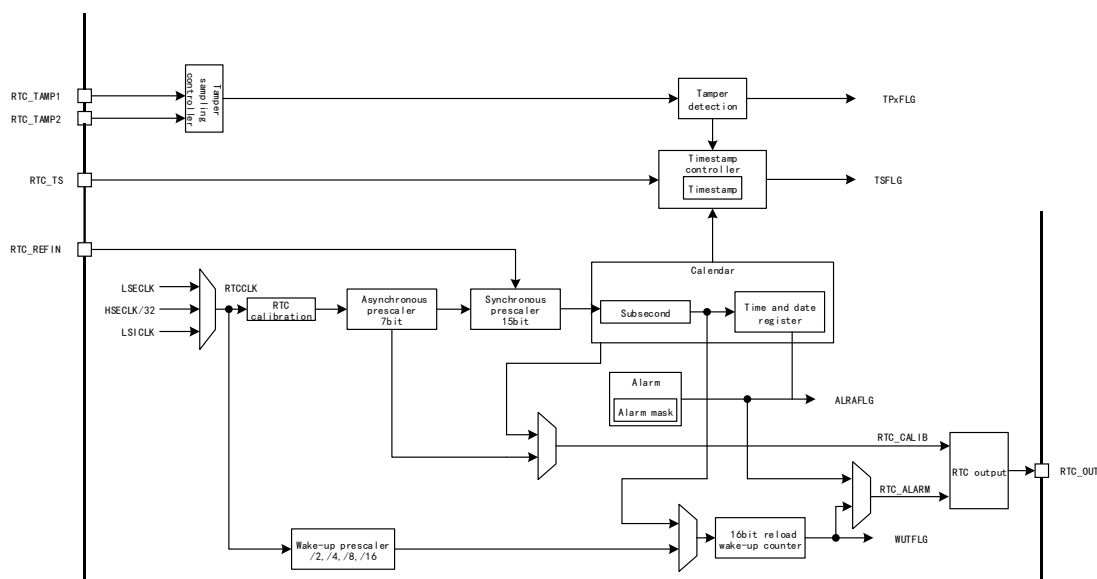 RTC_TAMP1
RTC_TAMP2
Tamper
sampling
controller
Tamper
detection
TPxFLG
RTC_TS
Timestamp
controller
Timestamp
TSFLG
RTC_REFIN
Calendar
LSECLK
HSECLK/32
LSICLK
RTCCLK
RTC
calibration
Asynchronous
prescaler
7bit
Synchronous
prescaler
15bit
Subsecond
Time and date
register
Alarm
Alarm mask
ALRAFLG
RTC_CALIB
RTC output
RTC_OUT
RTC_ALARM
Wake-up prescaler
/2,/4,/8,/16
16bit reload
wake-up counter
WUTFLG